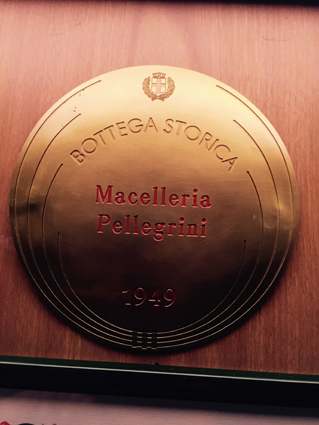 BOTTEGA STORICA
Macelleria
Pellegrini
1949